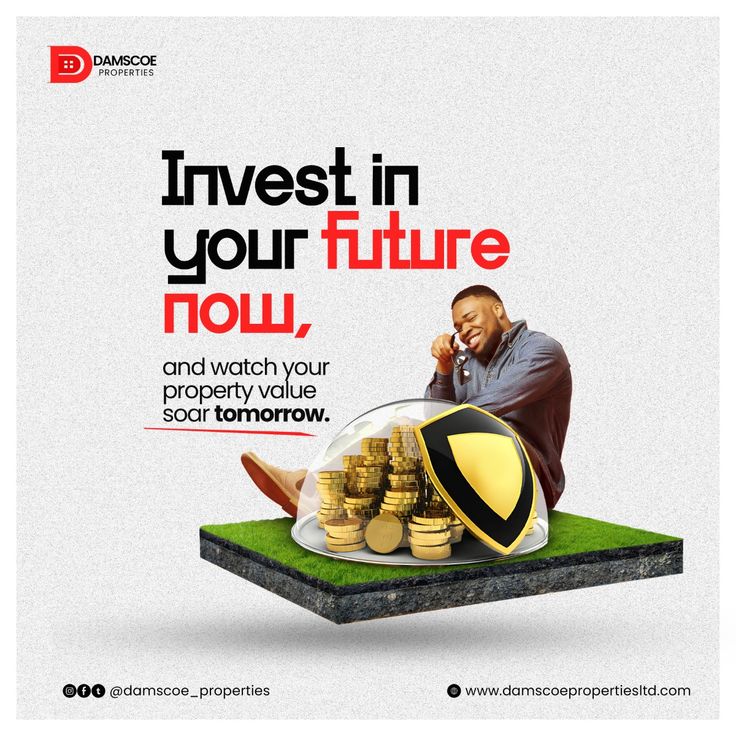 DAMSCOE
PROPERTIES
Invest in
your future
now,
and watch your
property value
soar tomorrow.
@damscoe_properties
www.damscoepropertiesltd.com